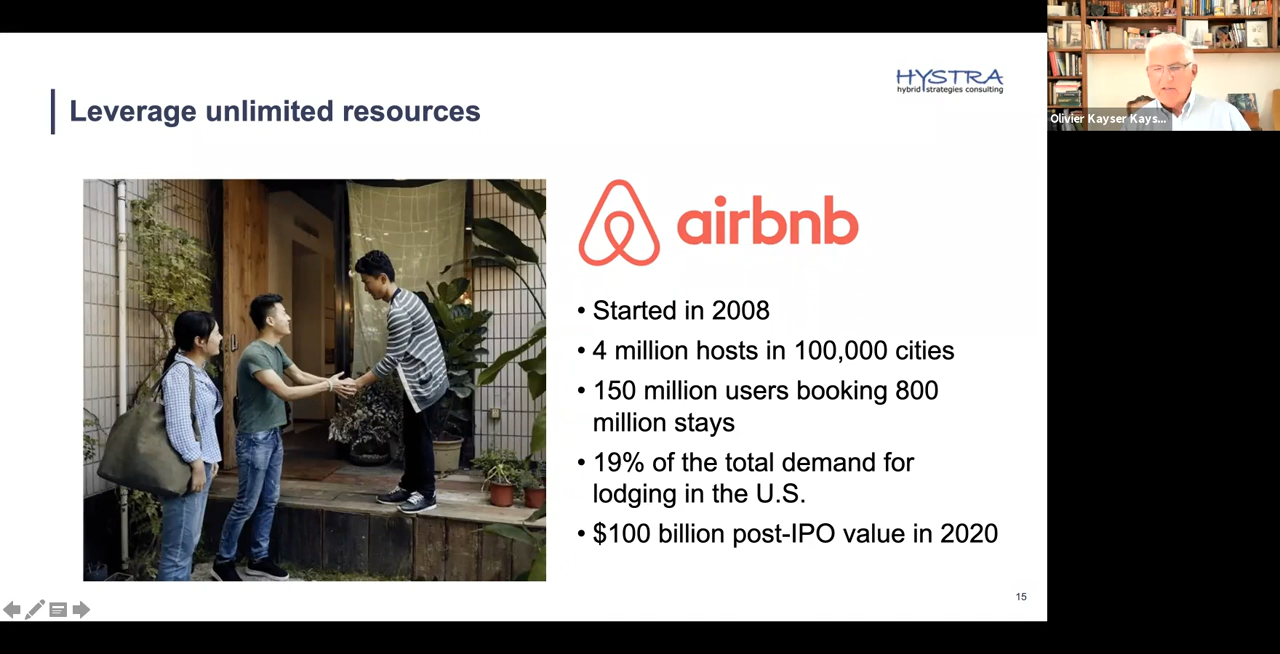 Leverage unlimited resources
HYSTRA
hybrid strategies consulting
airbnb
• Started in 2008
• 4 million hosts in 100,000 cities
• 150 million users booking 800
million stays
• 19% of the total demand for
lodging in the U.S.
• $100 billion post-IPO value in 2020
15
Olivier Kayser Kays...